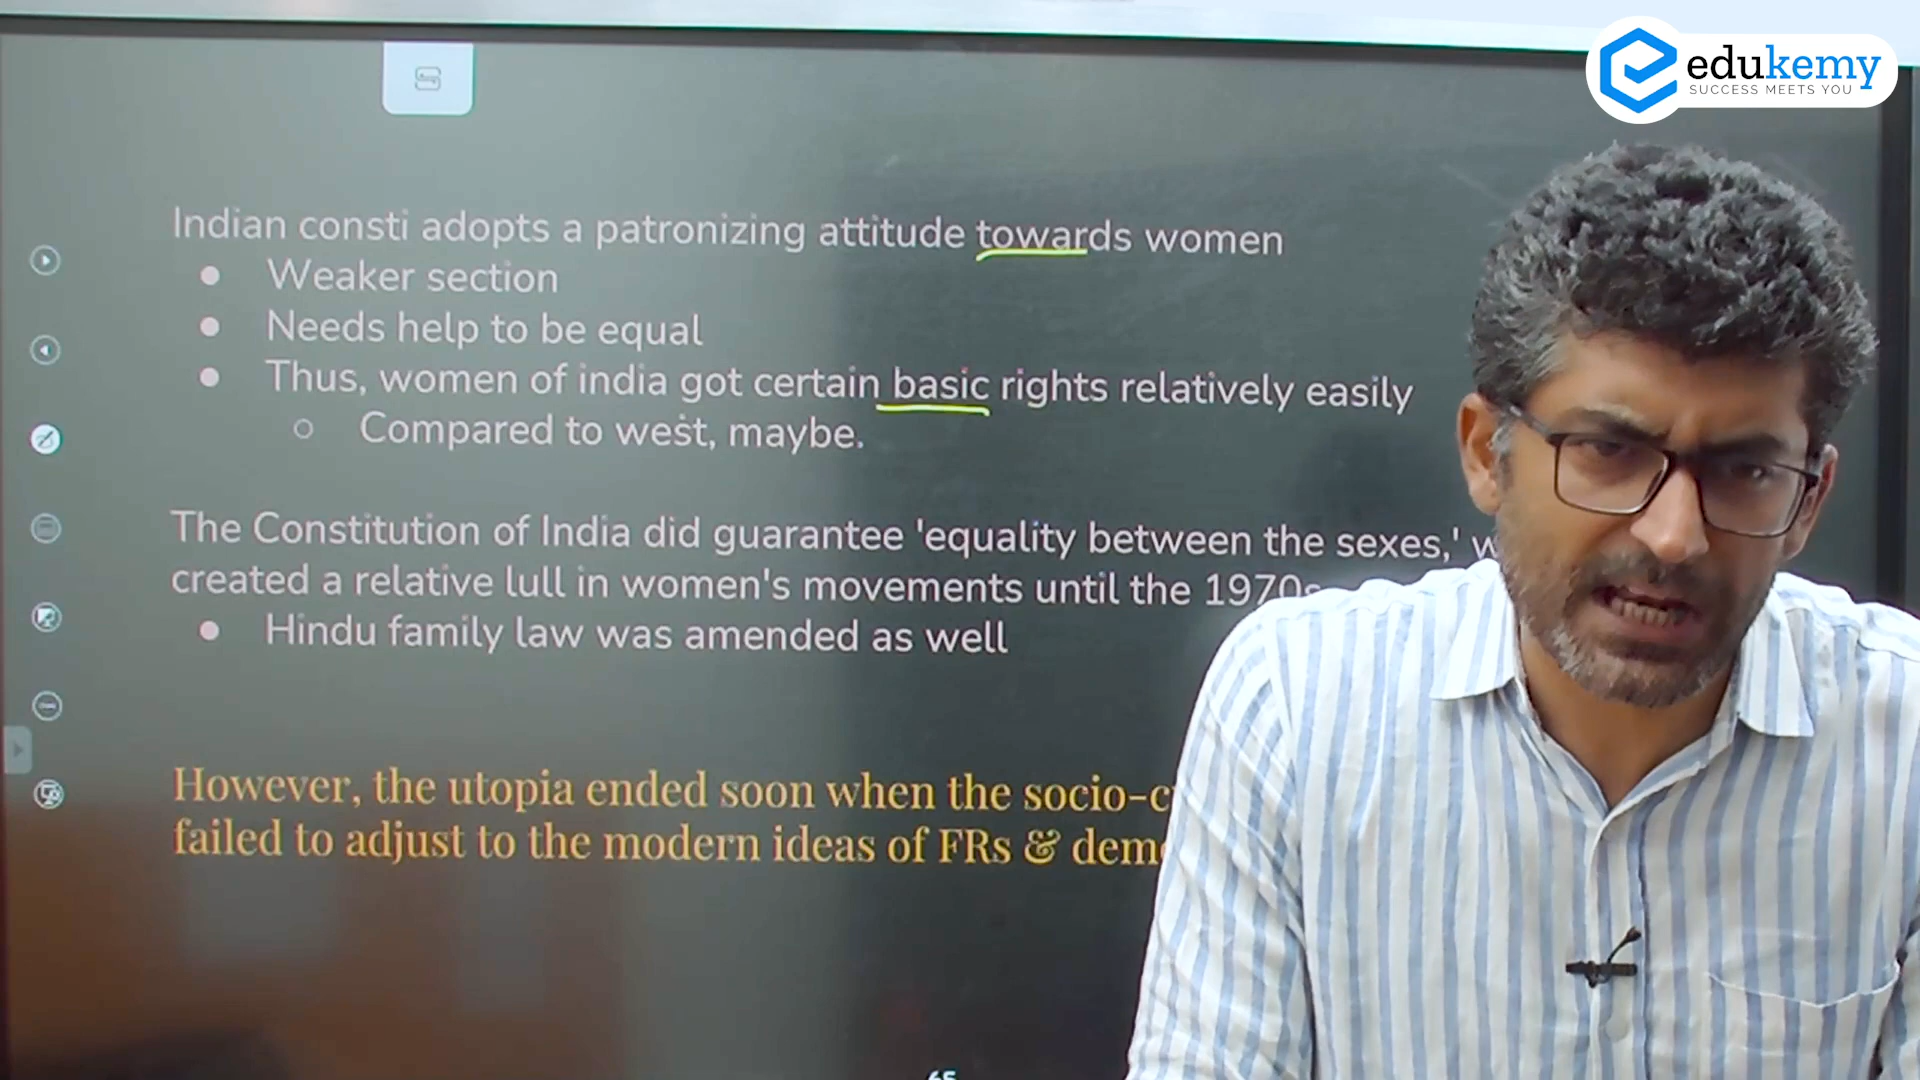 edukemy
SUCCESS MEETS YOU
Indian consti adopts a patronizing attitude towards women
● Weaker section
● Needs help to be equal
● Thus, women of india got certain basic rights relatively easily
○ Compared to west, maybe.
The Constitution of India did guarantee 'equality between the sexes,'
created a relative lull in women's movements until the 1970s
● Hindu family law was amended as well
However, the utopia ended soon when the
failed to adjust to the modern ideas of FRs &
65